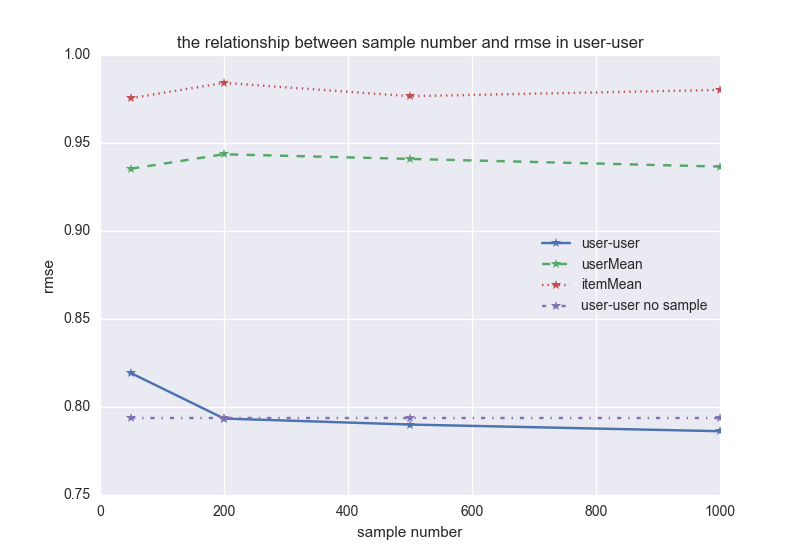 the relationship between sample number and rmse in user-user
1.00
0.95
0.90
0.85
0.80
0.75
rmse
user-user
userMean
itemMean
user-user no sample
0 200 400 600 800 1000
sample number